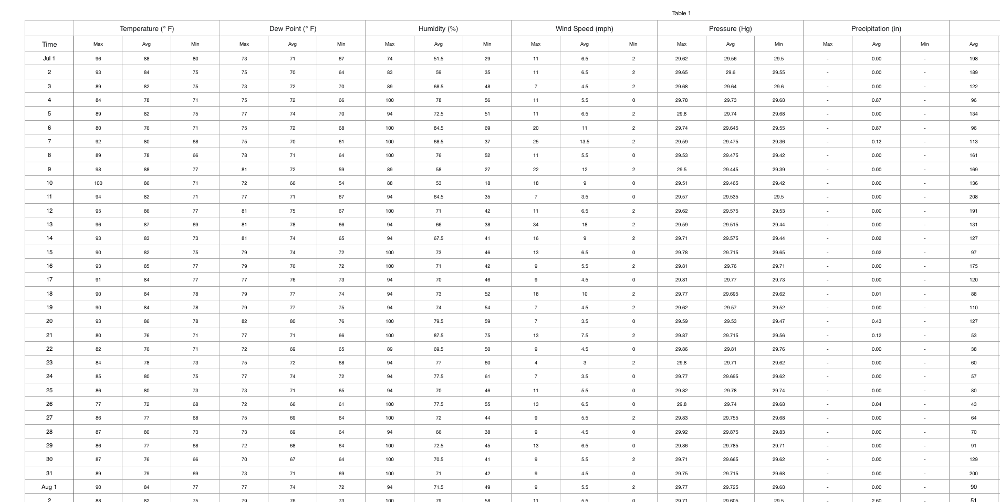 Table 1
Temperature (° F) Dew Point (° F) Humidity (%) Wind Speed (mph) Pressure (Hg) Precipitation (in)
Time Max Avg Min Max Avg Min Max Avg Min Max Avg Min Max Avg Min Max Avg Min Avg
Jul 1 96 88 80 73 71 67 74 51.5 29 11 6.5 2 29.62 29.56 29.5 - 0.00 - 198
2 93 84 75 75 70 64 83 59 35 11 6.5 2 29.65 29.6 29.55 - 0.00 - 189
3 89 82 75 73 72 70 89 68.5 48 7 4.5 2 29.68 29.64 29.6 - 0.00 - 122
4 84 78 71 75 72 66 100 78 56 11 5.5 0 29.78 29.73 29.68 - 0.87 - 96
5 89 82 75 77 74 70 94 72.5 51 11 6.5 2 29.8 29.74 29.68 - 0.00 - 134
6 80 76 71 75 72 68 100 84.5 69 20 11 2 29.74 29.645 29.55 - 0.87 - 96
7 92 80 68 75 70 61 100 68.5 37 25 13.5 2 29.59 29.475 29.36 - 0.12 - 113
8 89 78 66 78 71 64 100 76 52 11 5.5 0 29.53 29.475 29.42 - 0.00 - 161
9 98 88 77 81 72 59 89 58 27 22 12 2 29.5 29.445 29.39 - 0.00 - 169
10 100 86 71 72 66 54 88 53 18 18 9 0 29.51 29.465 29.42 - 0.00 - 136
11 94 82 71 77 71 67 94 64.5 35 7 3.5 0 29.57 29.535 29.5 - 0.00 - 208
12 95 86 77 81 75 67 100 71 42 11 6.5 2 29.62 29.575 29.53 - 0.00 - 191
13 96 87 69 81 78 66 94 66 38 34 18 2 29.59 29.515 29.44 - 0.00 - 131
14 93 83 73 81 74 65 94 67.5 41 16 9 2 29.71 29.575 29.44 - 0.02 - 127
15 90 82 75 79 74 72 100 73 46 13 6.5 0 29.78 29.715 29.65 - 0.02 - 97
16 93 85 77 79 76 72 100 71 42 9 5.5 2 29.81 29.76 29.71 - 0.00 - 175
17 91 84 77 77 76 73 94 70 46 9 4.5 0 29.81 29.77 29.73 - 0.00 - 120
18 90 84 78 79 77 74 94 73 52 18 10 2 29.77 29.695 29.62 - 0.01 - 88
19 90 84 78 79 77 75 94 74 54 7 4.5 2 29.62 29.57 29.52 - 0.00 - 110
20 93 86 78 82 80 76 100 79.5 59 7 3.5 0 29.59 29.53 29.47 - 0.43 - 127
21 80 76 71 77 71 66 100 87.5 75 13 7.5 2 29.87 29.715 29.56 - 0.12 - 53
22 82 76 71 72 69 65 89 69.5 50 9 4.5 0 29.86 29.81 29.76 - 0.00 - 38
23 84 78 73 75 72 68 94 77 60 4 3 2 29.8 29.71 29.62 - 0.00 - 60
24 85 80 75 77 74 72 94 77.5 61 7 3.5 0 29.77 29.695 29.62 - 0.00 - 57
25 86 80 73 73 71 65 94 70 46 11 5.5 0 29.82 29.78 29.74 - 0.00 - 80
26 77 72 68 72 66 61 100 77.5 55 13 6.5 0 29.8 29.74 29.68 - 0.04 - 43
27 86 77 68 75 69 64 100 72 44 9 5.5 2 29.83 29.755 29.68 - 0.00 - 64
28 87 80 73 73 69 64 94 66 38 9 4.5 0 29.92 29.875 29.83 - 0.00 - 70
29 86 77 68 72 68 64 100 72.5 45 13 6.5 0 29.86 29.785 29.71 - 0.00 - 91
30 87 76 66 70 67 64 100 70.5 41 9 5.5 2 29.71 29.665 29.62 - 0.00 - 129
31 89 79 69 73 71 69 100 71 42 9 4.5 0 29.75 29.715 29.68 - 0.00 - 200
Aug 1 90 84 77 77 74 72 94 71.5 49 9 5.5 2 29.77 29.725 29.68 - 0.00 - 90
2 88 82 75 79 76 73 100 79 58 11 5.5 0 29.71 29.605 29.5 - 2.60 - 51